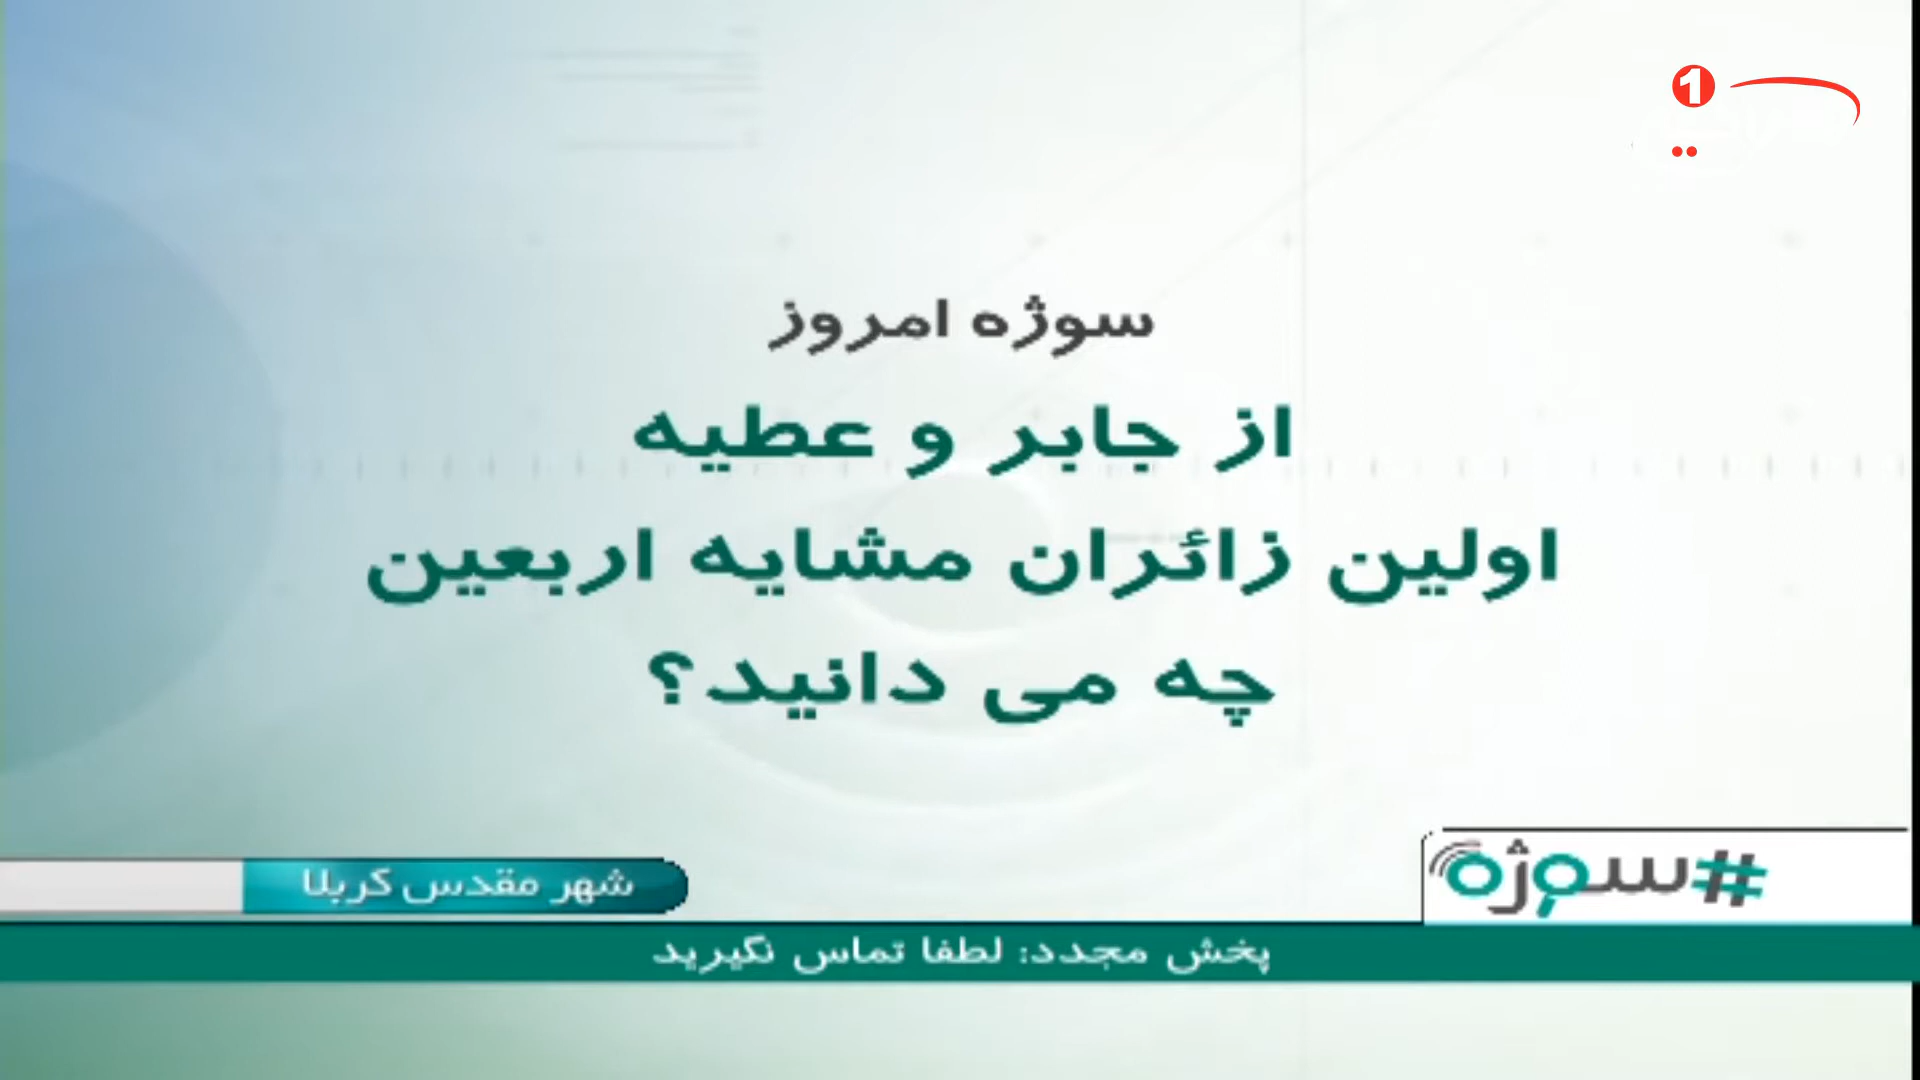 1
سوژه امروز
از جابر و عطیه
اولین زائران مشایه اربعین
چه می دانید؟
#سوژه
شهر مقدس کربلا
پخش مجدد: لطفا تماس نگیرید